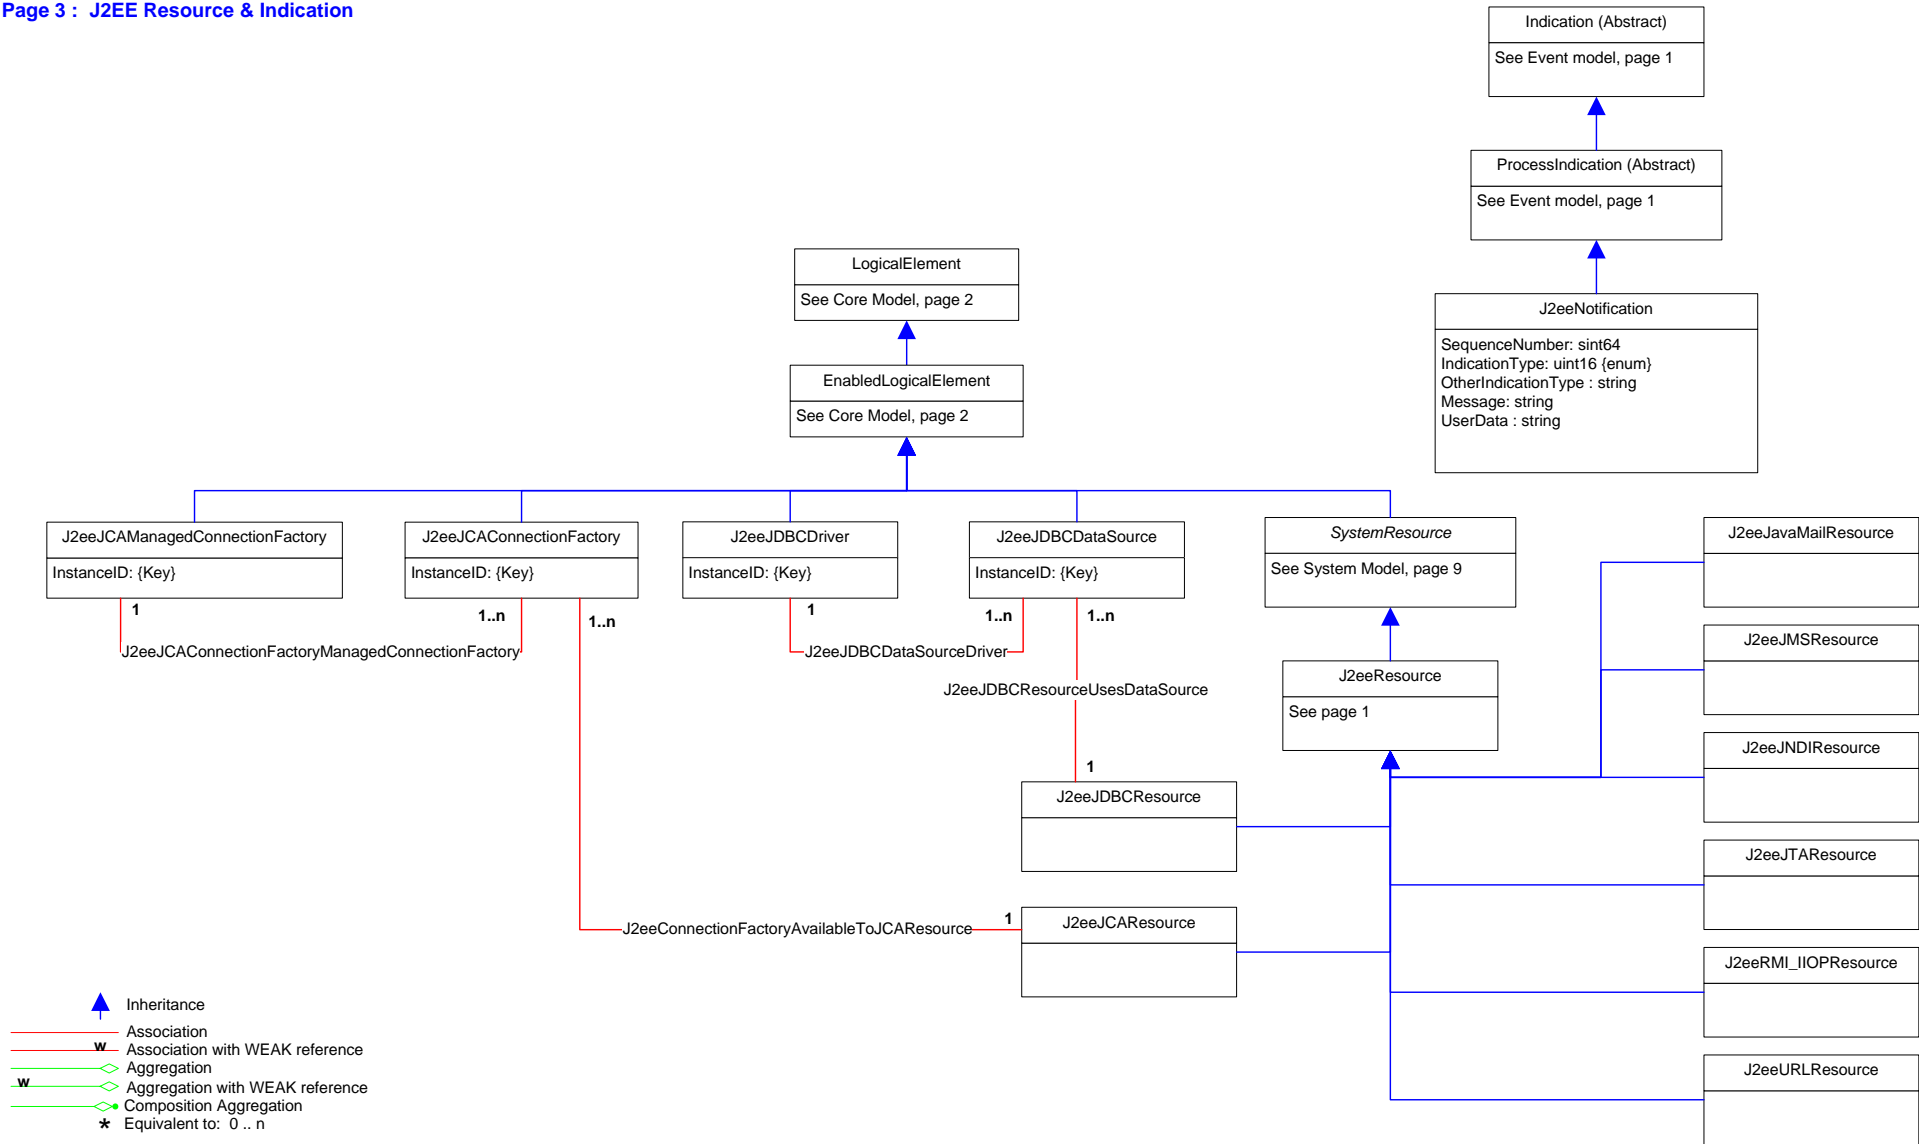 Page 3 : J2EE Resource & Indication
Indication (Abstract)
See Event model, page 1
ProcessIndication (Abstract)
See Event model, page 1
LogicalElement
See Core Model, page 2
J2eeNotification
SequenceNumber: sint64
IndicationType: uint16 {enum}
OtherIndicationType : string
Message: string
UserData : string
EnabledLogicalElement
See Core Model, page 2
J2eeJCAManagedConnectionFactory
InstanceID: {Key}
J2eeJCAConnectionFactory
InstanceID: {Key}
J2eeJDBCDriver
InstanceID: {Key}
J2eeJDBCDataSource
InstanceID: {Key}
SystemResource
See System Model, page 9
J2eeJavaMailResource
1
1..n
1..n
1
1..n
1..n
J2eeJCAConnectionFactoryManagedConnectionFactory
J2eeJDBCDataSourceDriver
J2eeJMSResource
J2eeJDBCResourceUsesDataSource
J2eeResource
See page 1
J2eeJNDIResource
1
J2eeJDBCResource
J2eeJTAResource
J2eeConnectionFactoryAvailableToJCAResource
1
J2eeJCAResource
J2eeRMI_IIOPResource
J2eeURLResource
Inheritance
Association
w Association with WEAK reference
Aggregation
w Aggregation with WEAK reference
Composition Aggregation
* Equivalent to: 0 .. n